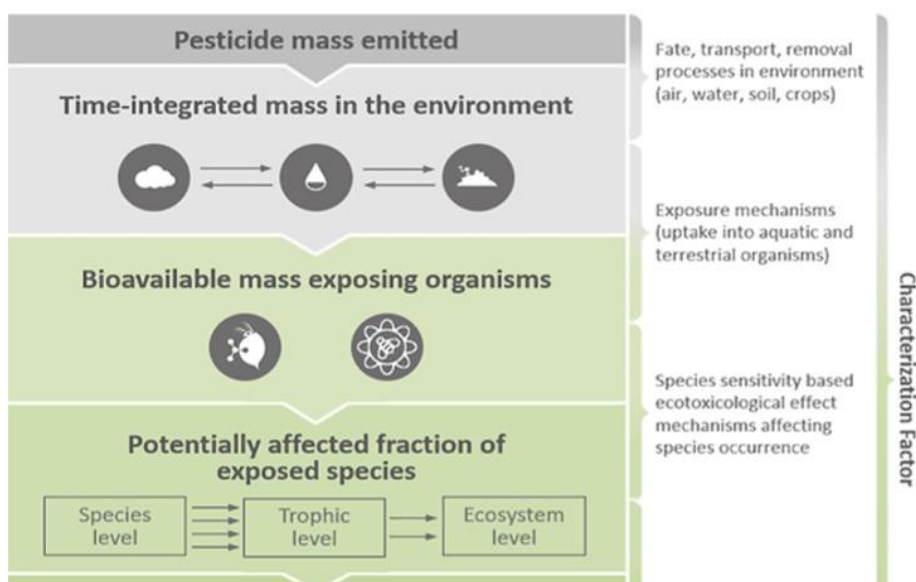 Pesticide mass emitted
Time-integrated mass in the environment
Bioavailable mass exposing organisms
Potentially affected fraction of
exposed species
Species
level
Trophic
level
Ecosystem
level
Fate, transport, removal
processes in environment
(air, water, soil, crops)
Exposure mechanisms
(uptake into aquatic and
terrestrial organisms)
Species sensitivity based
ecotoxicological effect
mechanisms affecting
species occurrence
Characterization Factor